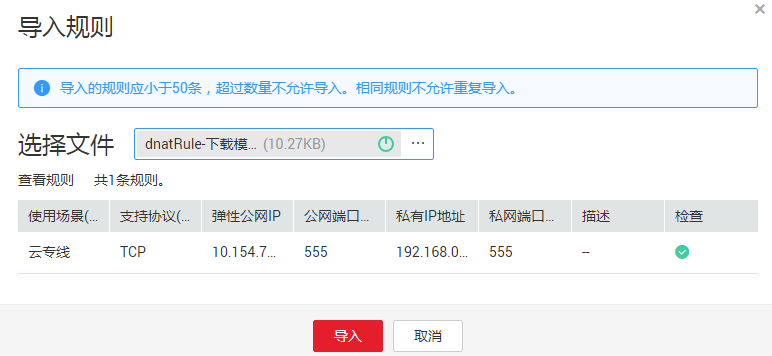 导入规则
导入的规则应小于50条，超过数量不允许导入。相同规则不允许重复导入。
选择文件 dnatRule-下载模... (10.27KB) ...
查看规则 共1条规则。
使用场景(... 支持协议(... 弹性公网IP 公网端口... 私有IP地址 私网端口... 描述 检查
云专线 TCP 10.154.7... 555 192.168.0... 555 --
导入 取消